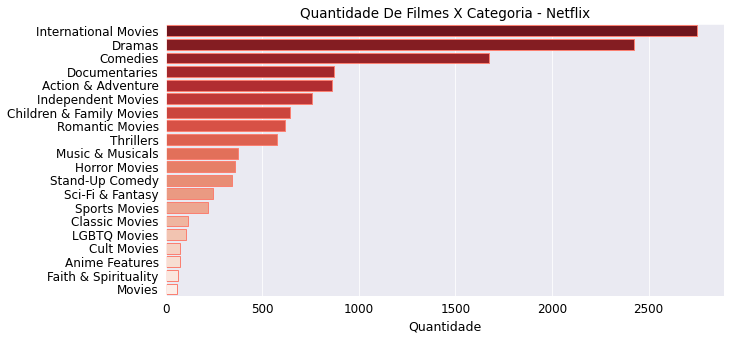 Quantidade De Filmes X Categoria - Netflix
International Movies
Dramas
Comedies
Documentaries
Action & Adventure
Independent Movies
Children & Family Movies
Romantic Movies
Thrillers
Music & Musicals
Horror Movies
Stand-Up Comedy
Sci-Fi & Fantasy
Sports Movies
Classic Movies
LGBTQ Movies
Cult Movies
Anime Features
Faith & Spirituality
Movies
0 500 1000 1500 2000 2500
Quantidade